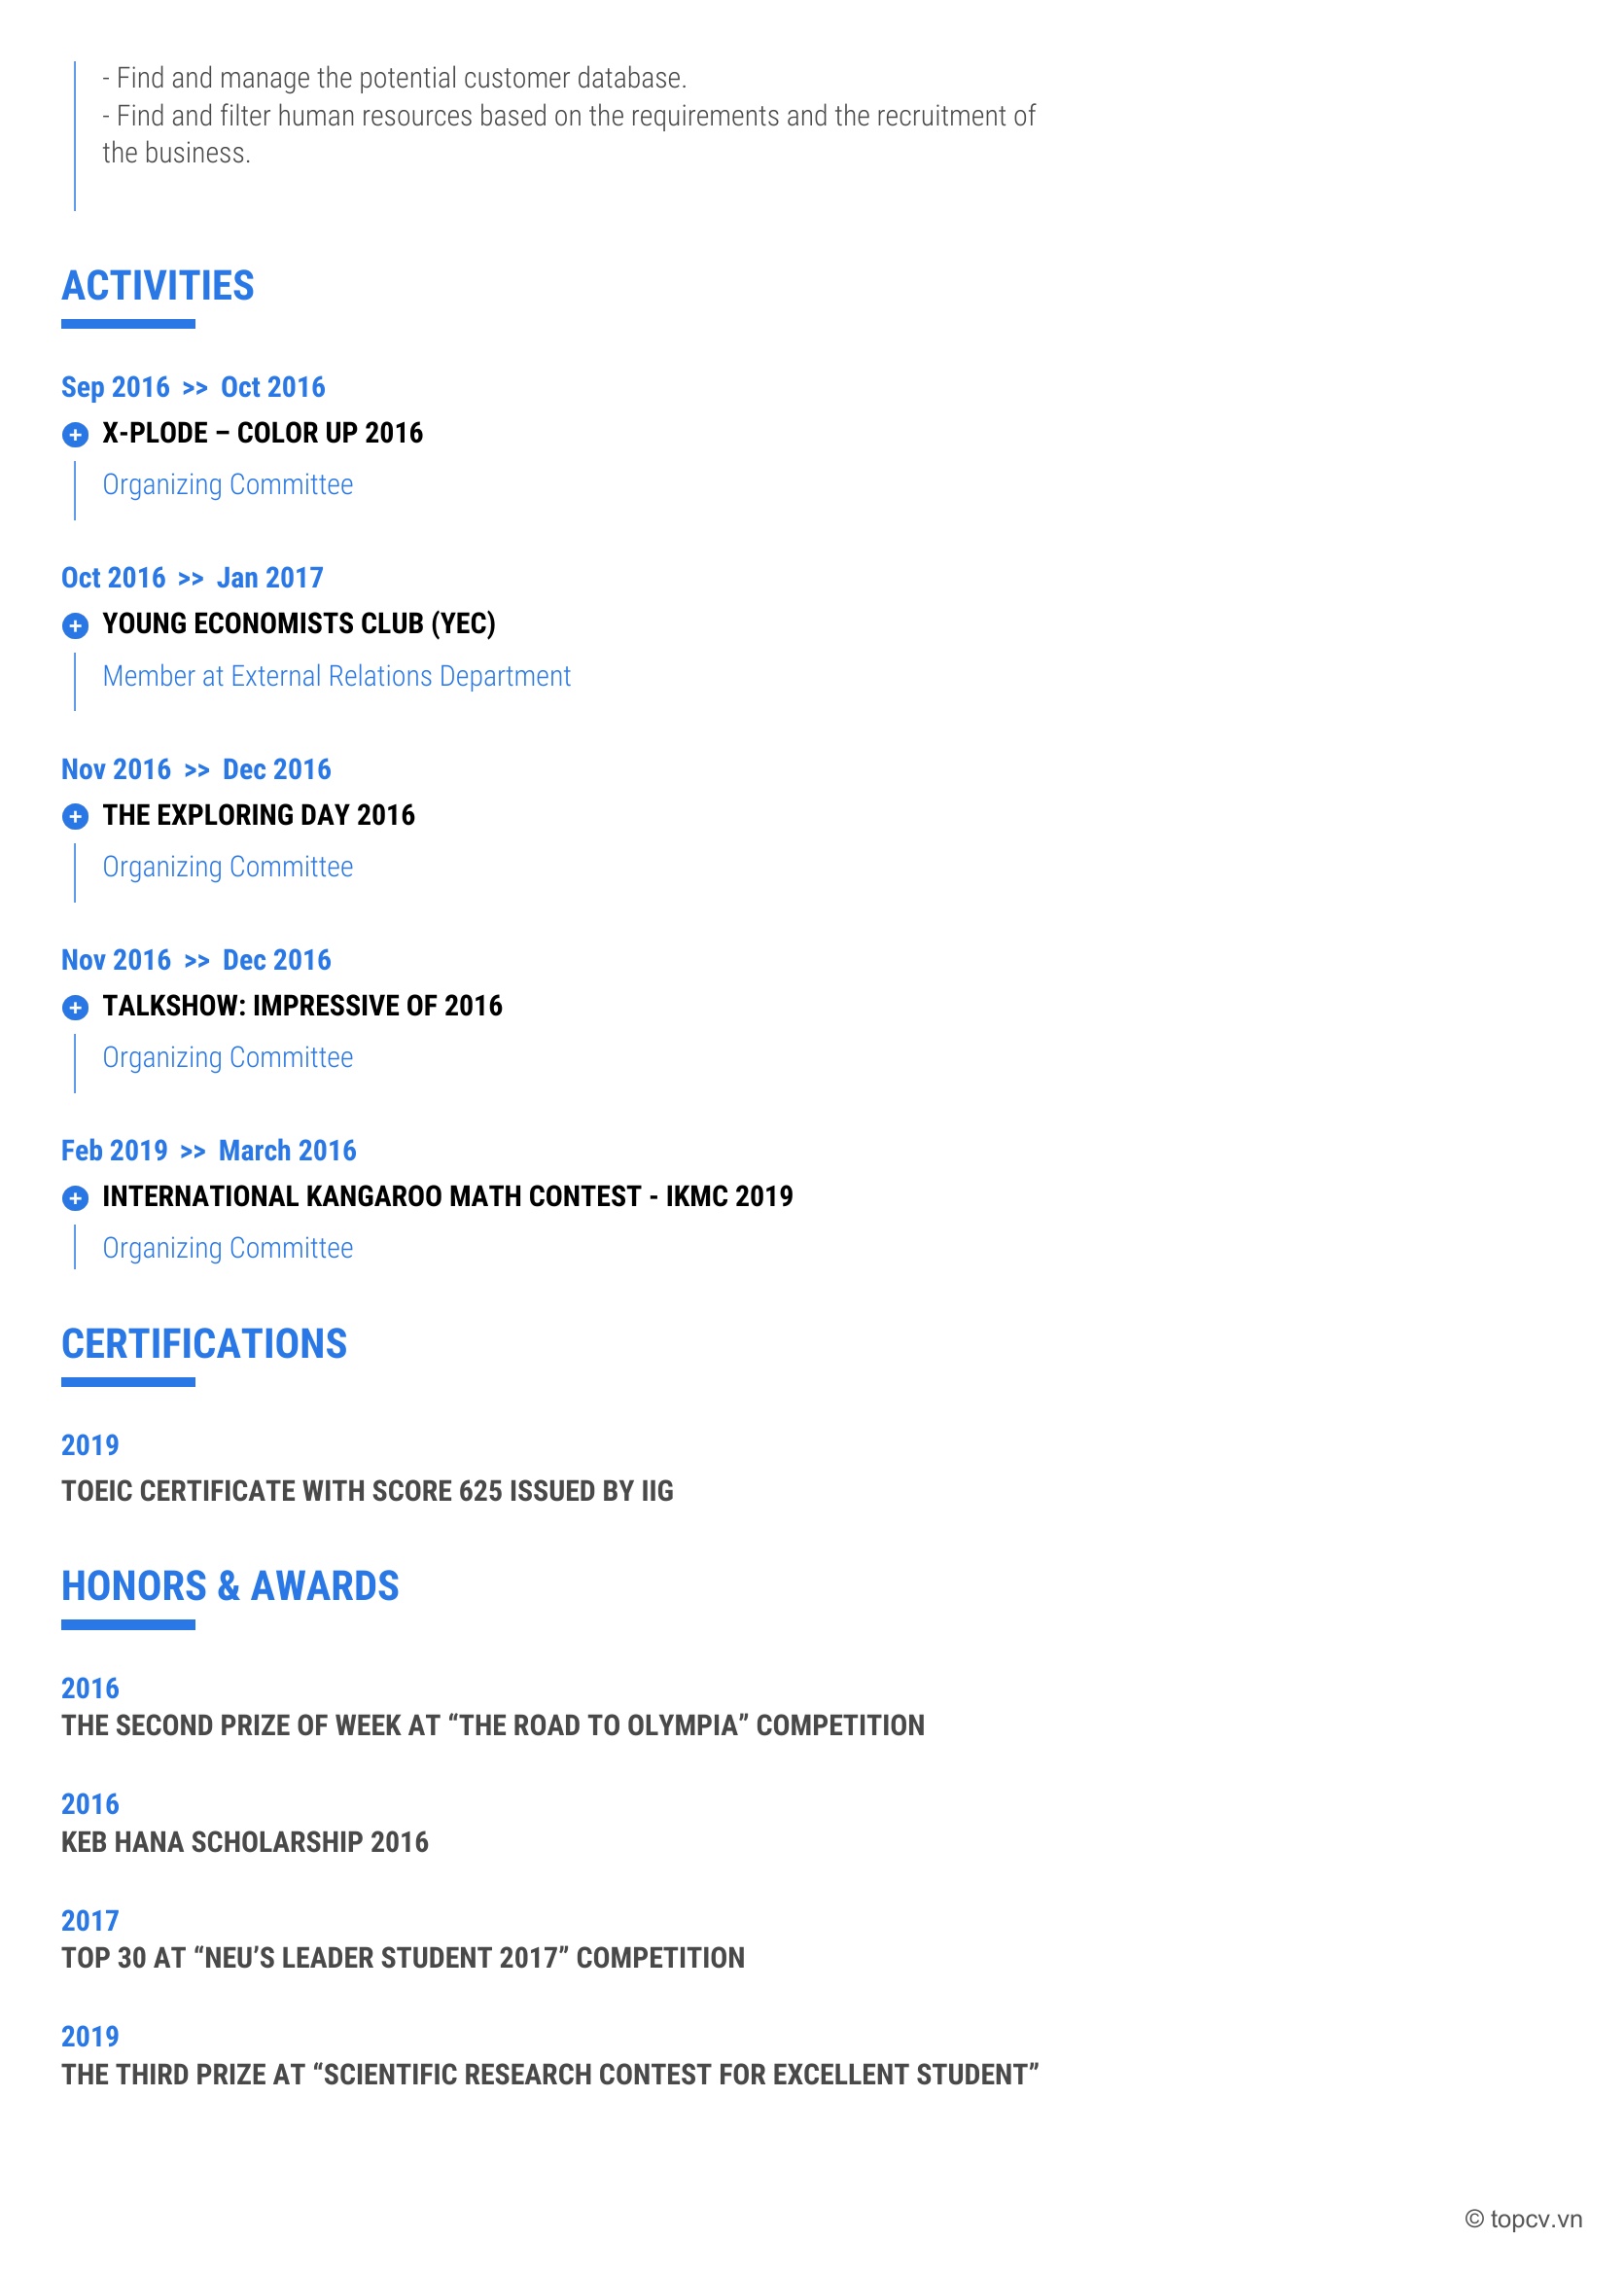 - Find and manage the potential customer database.
- Find and filter human resources based on the requirements and the recruitment of
the business.
ACTIVITIES
Sep 2016 >> Oct 2016
X-PLODE – COLOR UP 2016
Organizing Committee
Oct 2016 >> Jan 2017
YOUNG ECONOMISTS CLUB (YEC)
Member at External Relations Department
Nov 2016 >> Dec 2016
THE EXPLORING DAY 2016
Organizing Committee
Nov 2016 >> Dec 2016
TALKSHOW: IMPRESSIVE OF 2016
Organizing Committee
Feb 2019 >> March 2016
INTERNATIONAL KANGAROO MATH CONTEST - IKMC 2019
Organizing Committee
CERTIFICATIONS
2019
TOEIC CERTIFICATE WITH SCORE 625 ISSUED BY IIG
HONORS & AWARDS
2016
THE SECOND PRIZE OF WEEK AT “THE ROAD TO OLYMPIA” COMPETITION
2016
KEB HANA SCHOLARSHIP 2016
2017
TOP 30 AT “NEU’S LEADER STUDENT 2017” COMPETITION
2019
THE THIRD PRIZE AT “SCIENTIFIC RESEARCH CONTEST FOR EXCELLENT STUDENT”
© topcv.vn